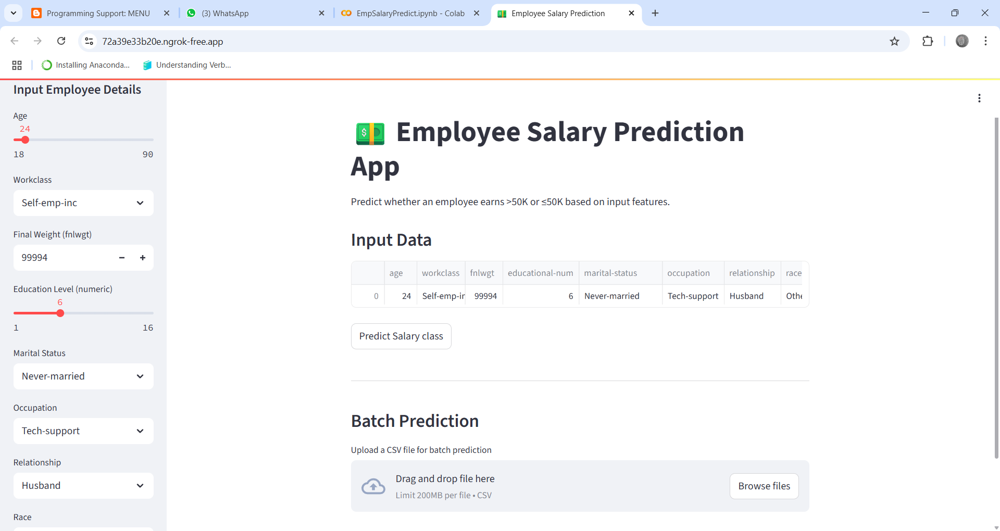 Programming Support: MENU
(3) WhatsApp
EmpSalaryPredict.ipynb - Colab
Employee Salary Prediction
72a39e33b20e.ngrok-free.app
Installing Anaconda...
Understanding Verb...
Input Employee Details
Age
24
18 90
Workclass
Self-emp-inc
Final Weight (fnlwgt)
99994
Education Level (numeric)
6
1 16
Marital Status
Never-married
Occupation
Tech-support
Relationship
Husband
Race
Employee Salary Prediction
App
Predict whether an employee earns >50K or ≤50K based on input features.
Input Data
age workclass fnlwgt educational-num marital-status occupation relationship race
0 24 Self-emp-in 99994 6 Never-married Tech-support Husband Othe
Predict Salary class
Batch Prediction
Upload a CSV file for batch prediction
Drag and drop file here
Limit 200MB per file • CSV
Browse files